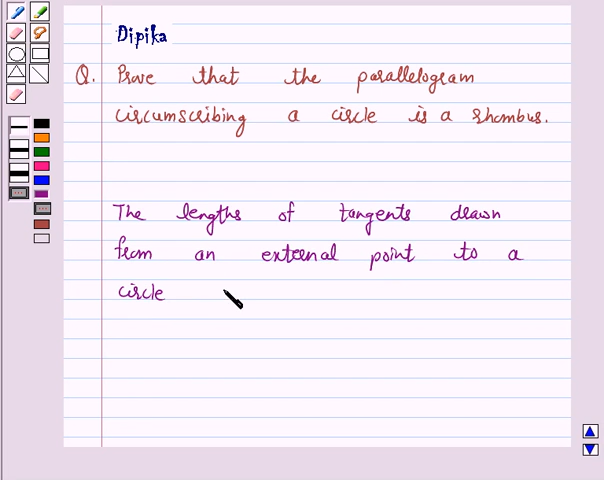 Dipika
Q. Prove that the parallelogram
circumscribing a circle is a rhombus.
The lengths of tangents drawn
from an external point to a
circle